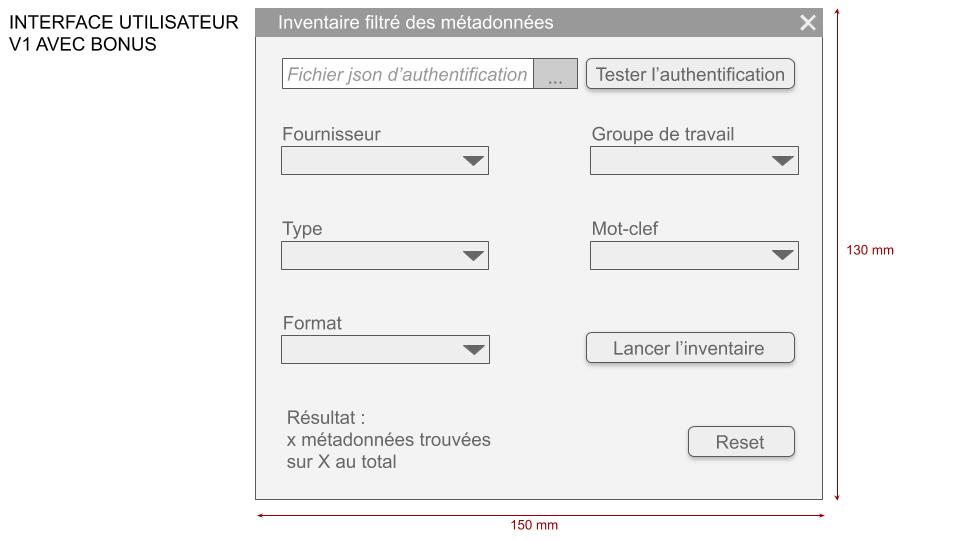 INTERFACE UTILISATEUR
V1 AVEC BONUS
Inventaire filtré des métadonnées
Fichier json d’authentification
...
Tester l’authentification
Fournisseur
Groupe de travail
Type
Mot-clef
130 mm
Format
Lancer l’inventaire
Résultat :
x métadonnées trouvées
sur X au total
Reset
150 mm